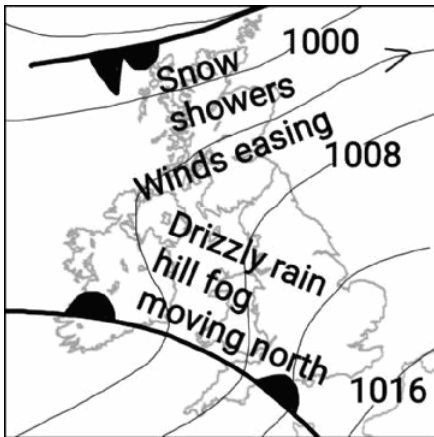 1000
Snow
showers
Winds easing
1008
Drizzly rain
hill fog
moving north
1016